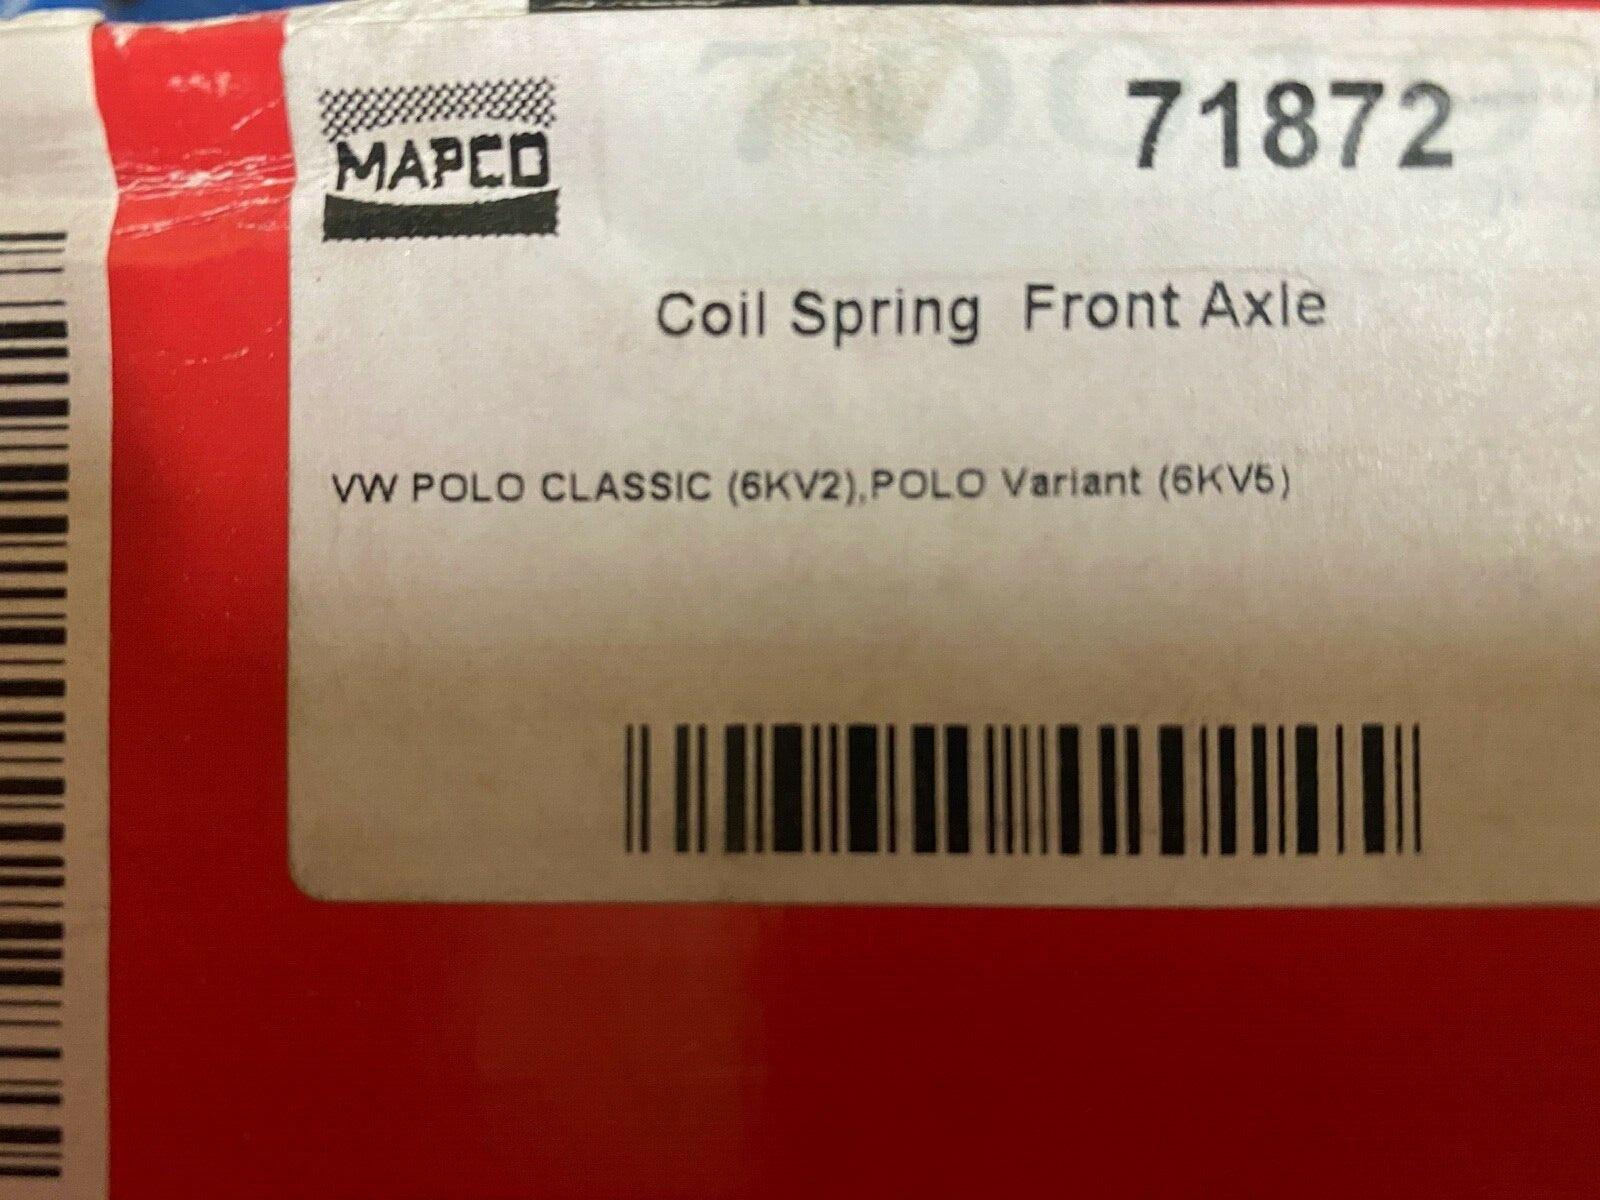 MAPCO
71872
Coil Spring Front Axle
VW POLO CLASSIC (6KV2),POLO Variant (6KV5)